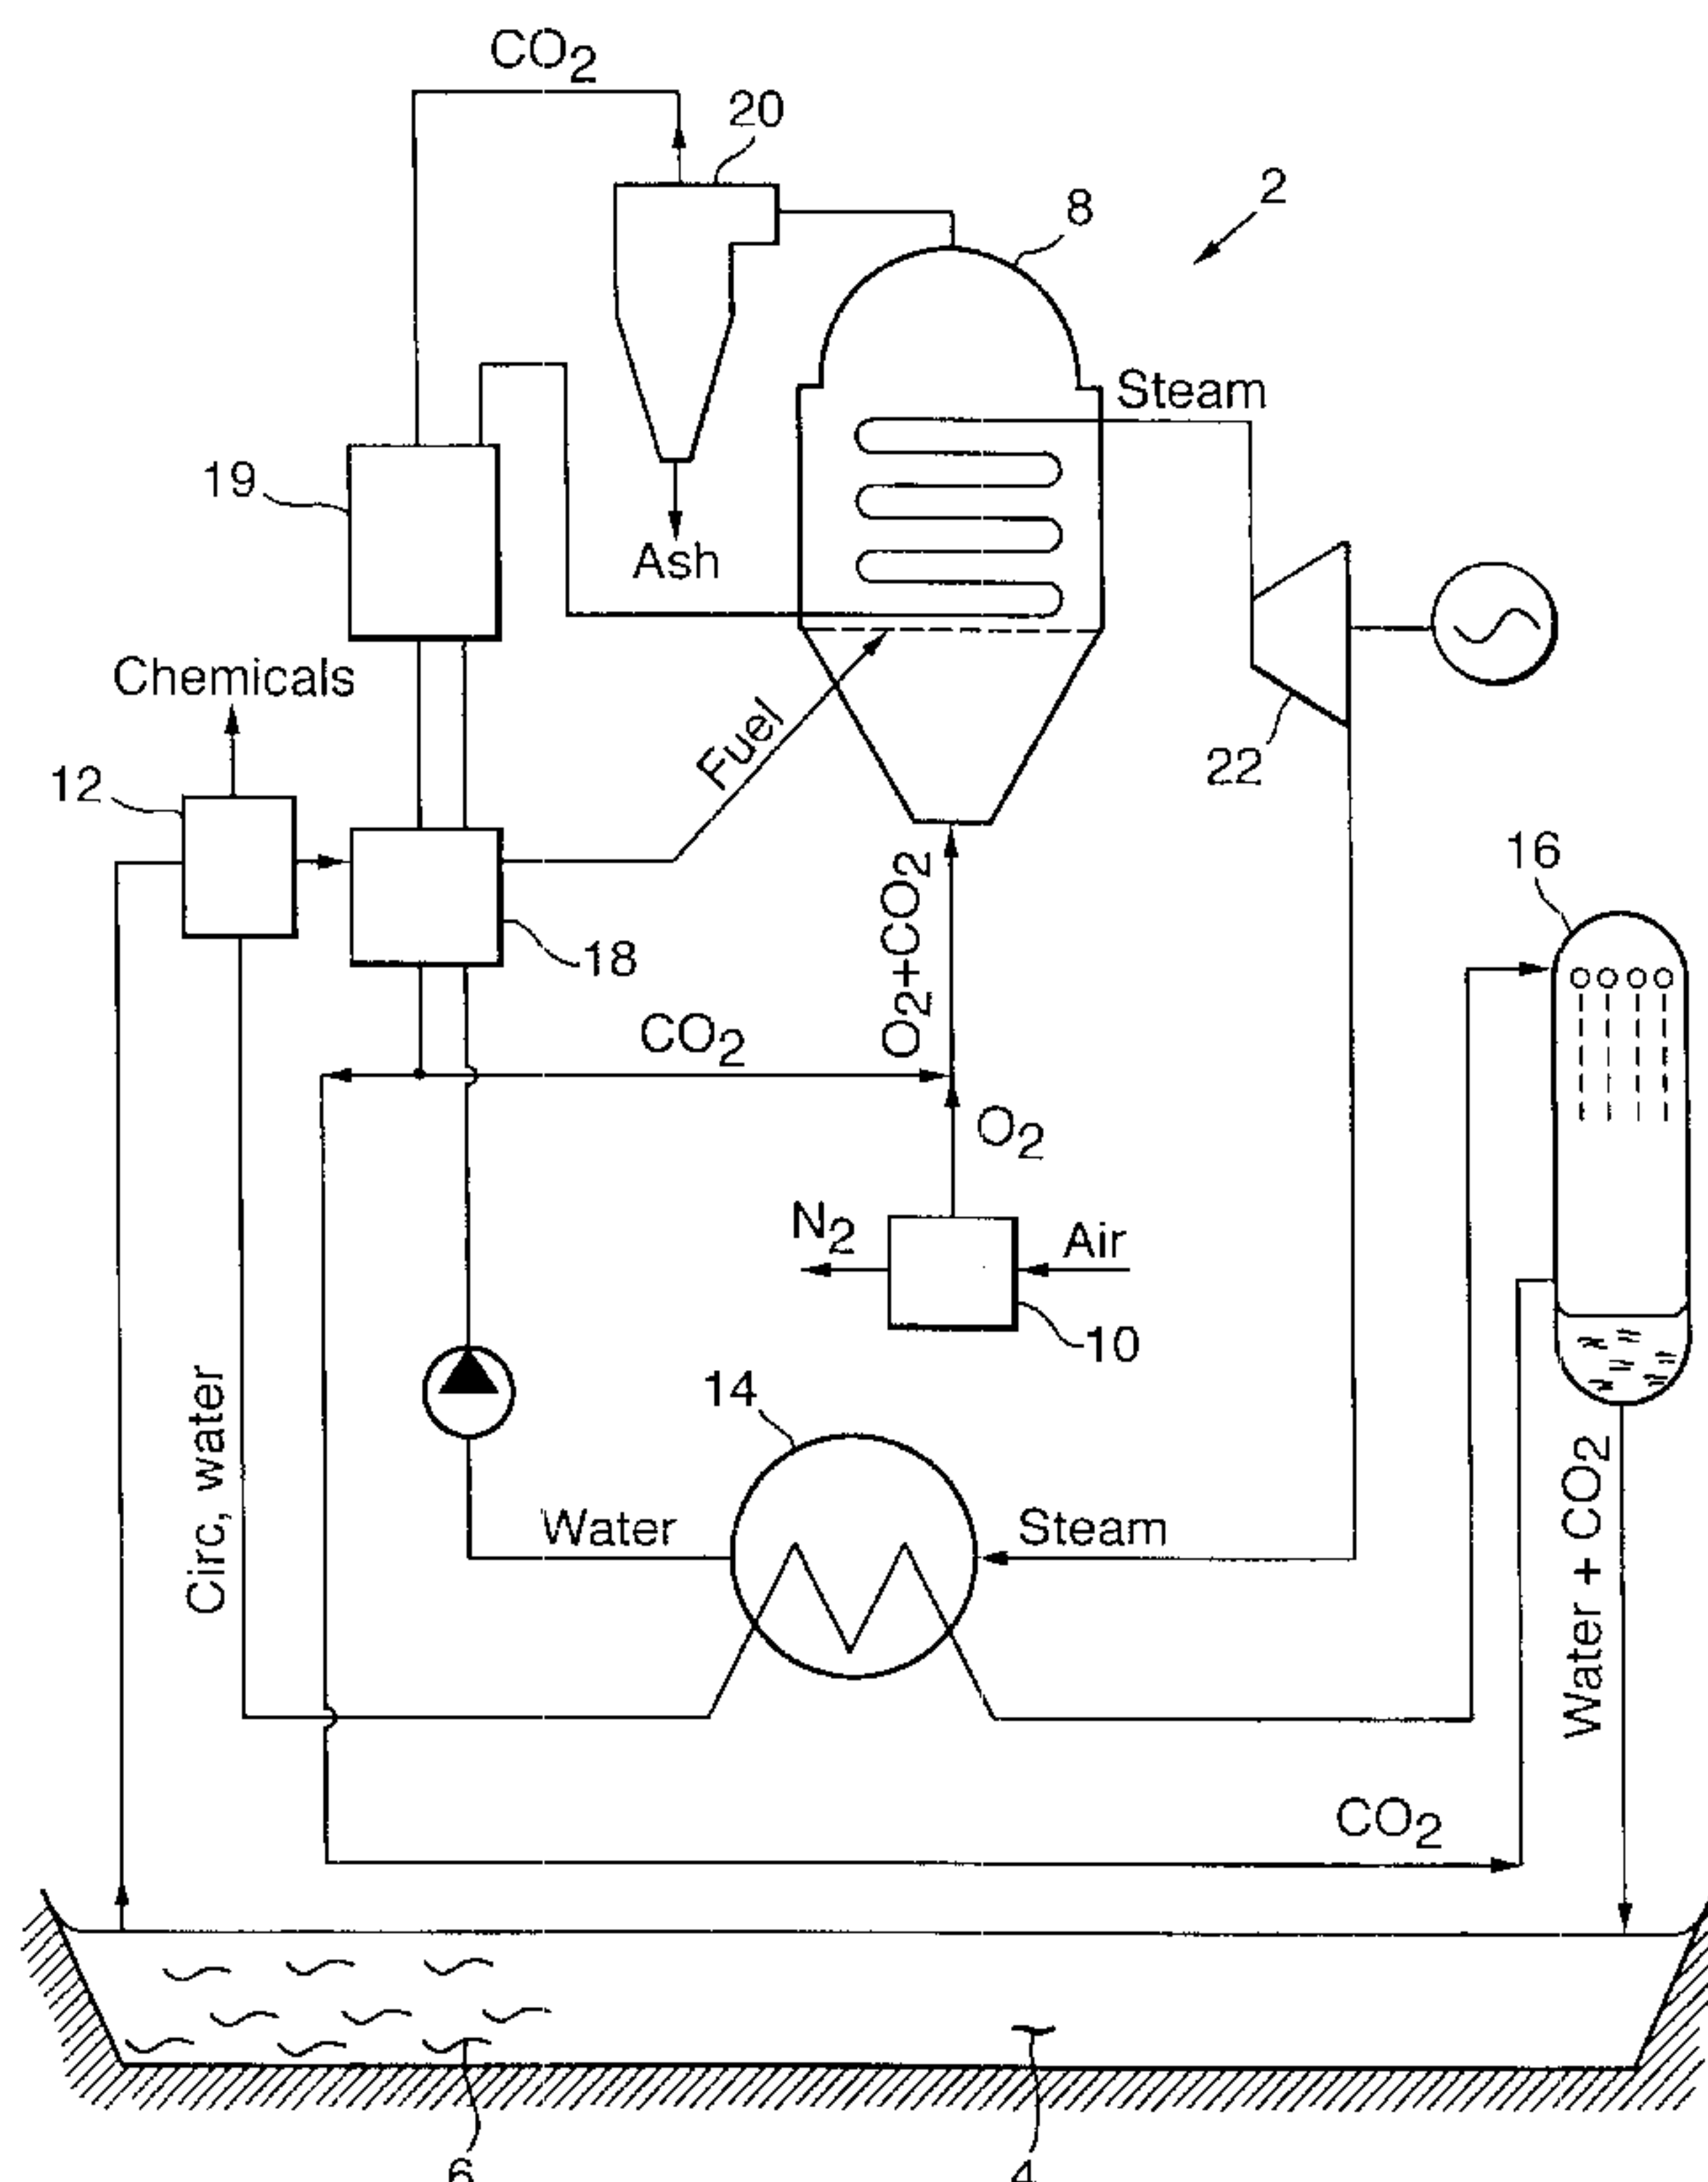 CO2
20
2
8
Steam
19
Ash
Chemicals
Fuel
22
12
16
O2+CO2
18
CO2
O2
N2
Air
10
14
Circ, water
Water
Steam
Water + CO2
CO2
6
4